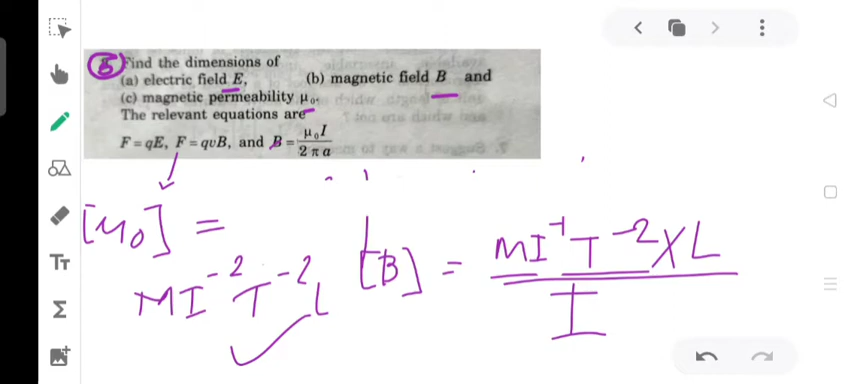 5 Find the dimensions of
(a) electric field E, (b) magnetic field B and
(c) magnetic permeability μ₀.
The relevant equations are
F = qE, F = qvB, and B = μ₀I / 2πa
[μ₀] =
MI⁻²T⁻²L
[B] = MI⁻¹T⁻² × L / I
Tт
Σ